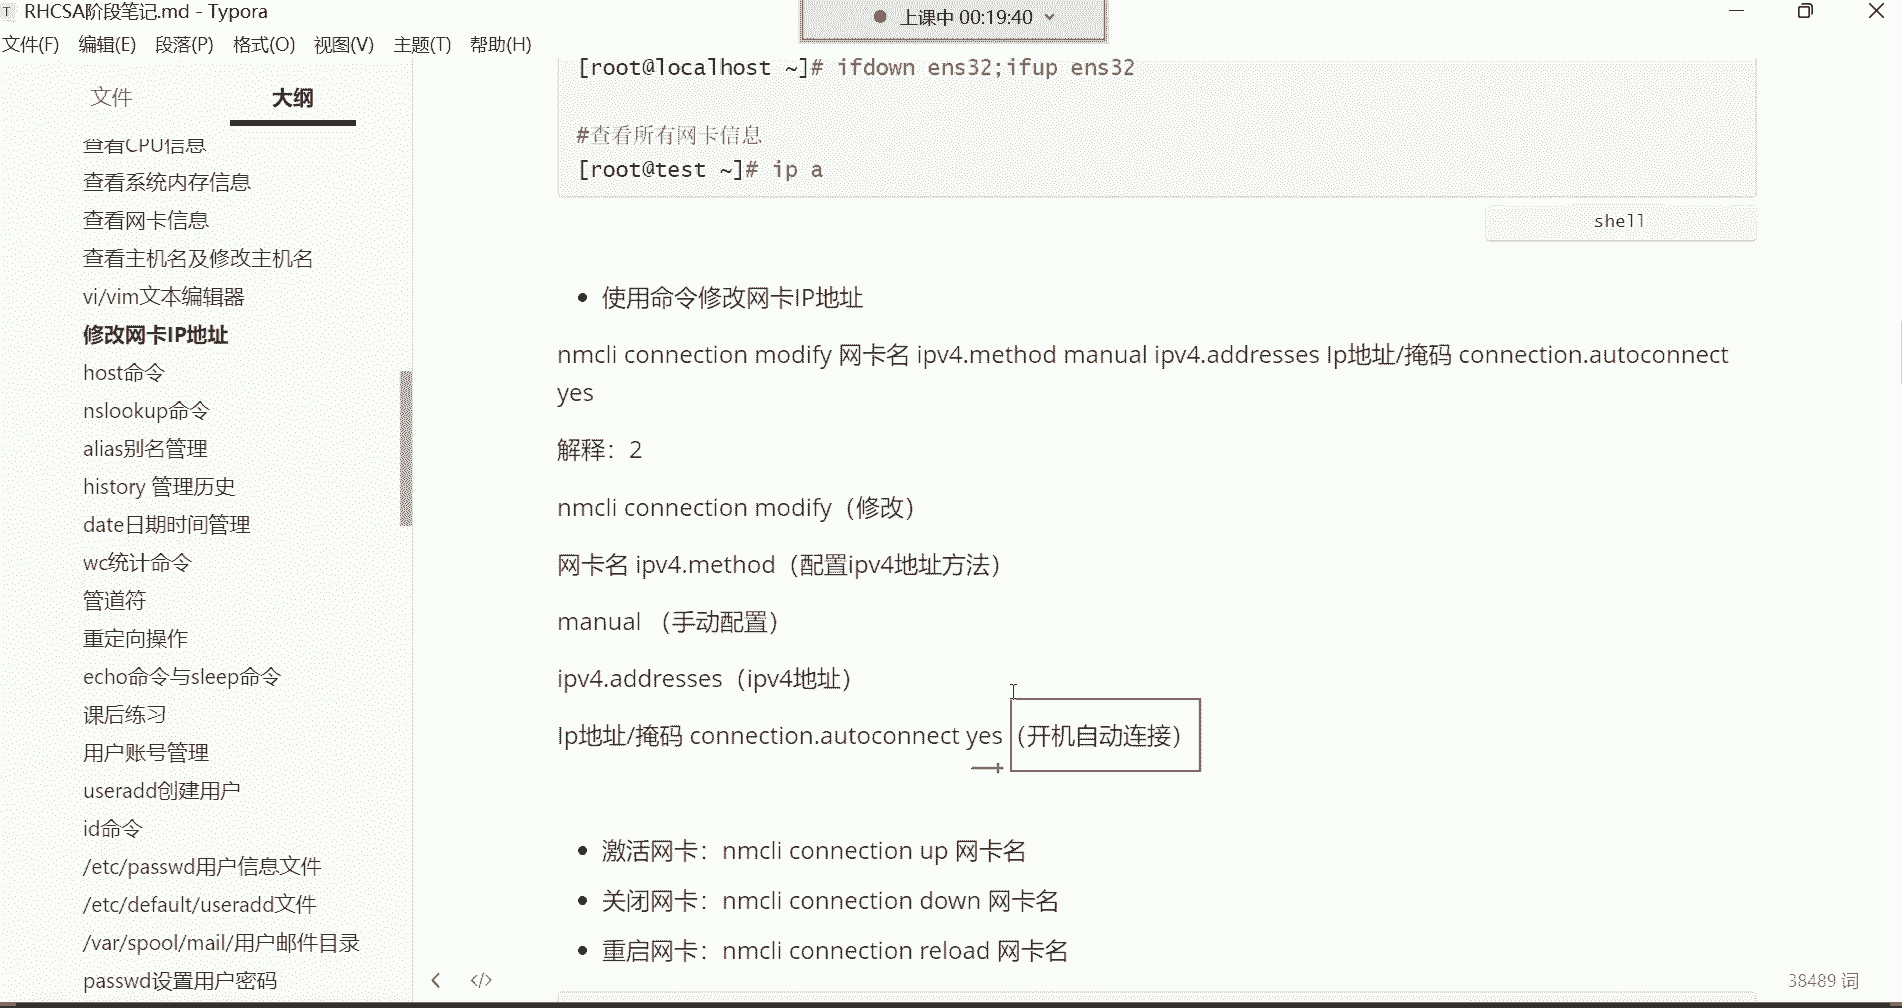 RHCSA阶段笔记.md - Typora
上课中 00:19:40
文件(F) 编辑(E) 段落(P) 格式(O) 视图(V) 主题(T) 帮助(H)
文件 大纲
查看CPU信息
查看系统内存信息
查看网卡信息
查看主机名及修改主机名
vi/vim文本编辑器
修改网卡IP地址
host命令
nslookup命令
alias别名管理
history 管理历史
date日期时间管理
wc统计命令
管道符
重定向操作
echo命令与sleep命令
课后练习
用户账号管理
useradd创建用户
id命令
/etc/passwd用户信息文件
/etc/default/useradd文件
/var/spool/mail/用户邮件目录
passwd设置用户密码
[root@localhost ~]# ifdown ens32;ifup ens32
#查看所有网卡信息
[root@test ~]# ip a
shell
使用命令修改网卡IP地址
nmcli connection modify 网卡名 ipv4.method manual ipv4.addresses Ip地址/掩码 connection.autoconnect
yes
解释：2
nmcli connection modify（修改）
网卡名 ipv4.method（配置ipv4地址方法）
manual （手动配置）
ipv4.addresses（ipv4地址）
Ip地址/掩码 connection.autoconnect yes（开机自动连接）
激活网卡：nmcli connection up 网卡名
关闭网卡：nmcli connection down 网卡名
重启网卡：nmcli connection reload 网卡名
38489 词